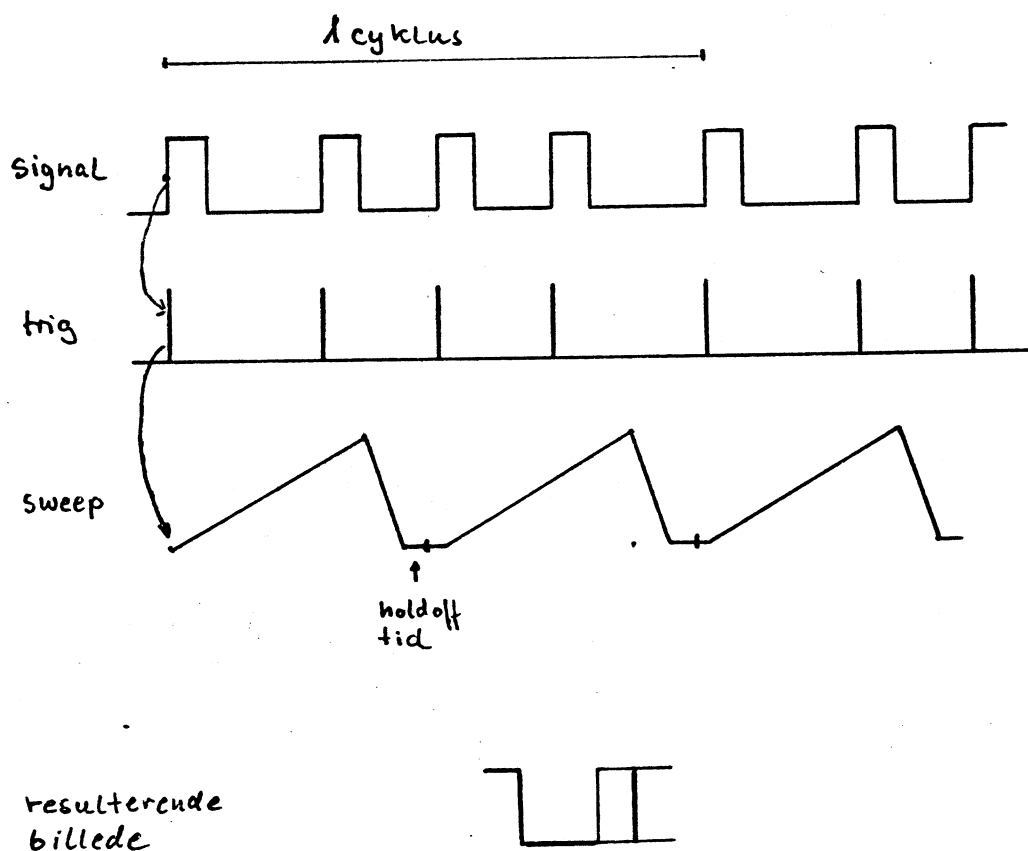 1 cyklus
Signal
trig
sweep
holdoff
tid
resulterende
billede